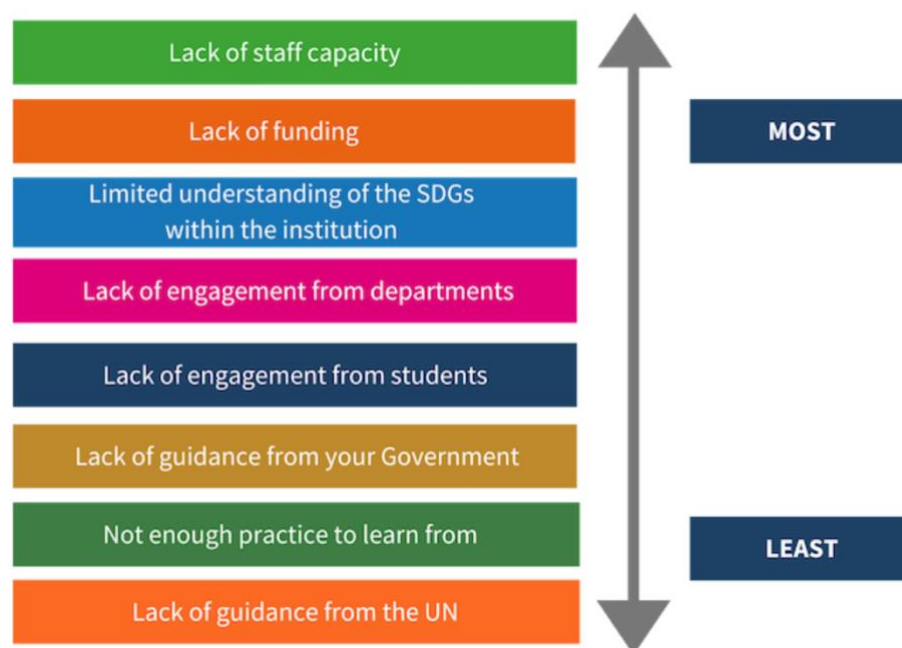 Lack of staff capacity
Lack of funding
MOST
Limited understanding of the SDGs
within the institution
Lack of engagement from departments
Lack of engagement from students
Lack of guidance from your Government
Not enough practice to learn from
LEAST
Lack of guidance from the UN